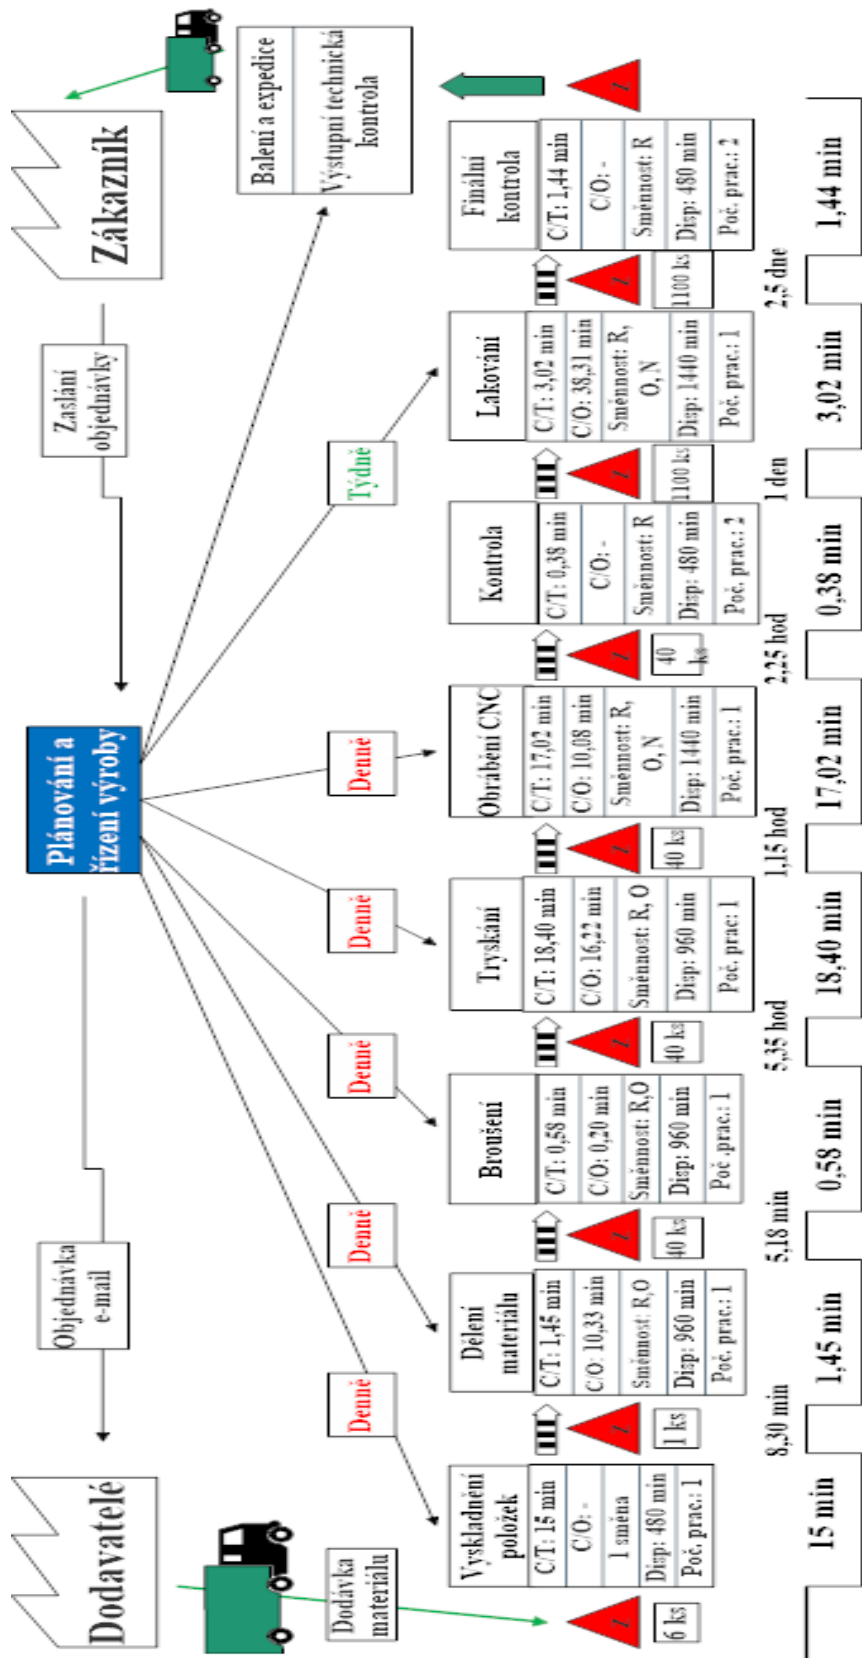 Dodavatelé
Objednávka
e-mail
Plánování a
řízení výroby
Zaslání
objednávky
Zákazník
Dodávka
materiálu
Denně
Denně
Denně
Denně
Denně
Týdně
Balení a expedice
Výstupní technická
kontrola
I
6 ks
Vyskladnění
položek
C/T: 15 min
C/O: -
1 směna
Disp: 480 min
Poč. prac.: 1
I
1 ks
Dělení
materiálu
C/T: 1,45 min
C/O: 10,33 min
Směnnost: R,O
Disp: 960 min
Poč. prac.: 1
I
40 ks
Broušení
C/T: 0,58 min
C/O: 0,20 min
Směnnost: R,O
Disp: 960 min
Poč .prac.: 1
I
40 ks
Tryskání
C/T: 18,40 min
C/O: 16,22 min
Směnnost: R, O
Disp: 960 min
Poč. prac: 1
I
40 ks
Obrábění CNC
C/T: 17,02 min
C/O: 10,08 min
Směnnost: R,
O, N
Disp: 1440 min
Poč. prac.: 1
I
40
ks
Kontrola
C/T: 0,38 min
C/O: -
Směnnost: R
Disp: 480 min
Poč. prac.: 2
I
1100 ks
Lakování
C/T: 3,02 min
C/O: 38,31 min
Směnnost: R,
O, N
Disp: 1440 min
Poč. prac.: 1
I
1100 ks
Finální
kontrola
C/T: 1,44 min
C/O: -
Směnnost: R
Disp: 480 min
Poč. prac.: 2
I
15 min
8,30 min
1,45 min
5,18 min
0,58 min
5,35 hod
18,40 min
1,15 hod
17,02 min
2,25 hod
0,38 min
1 den
3,02 min
2,5 dne
1,44 min